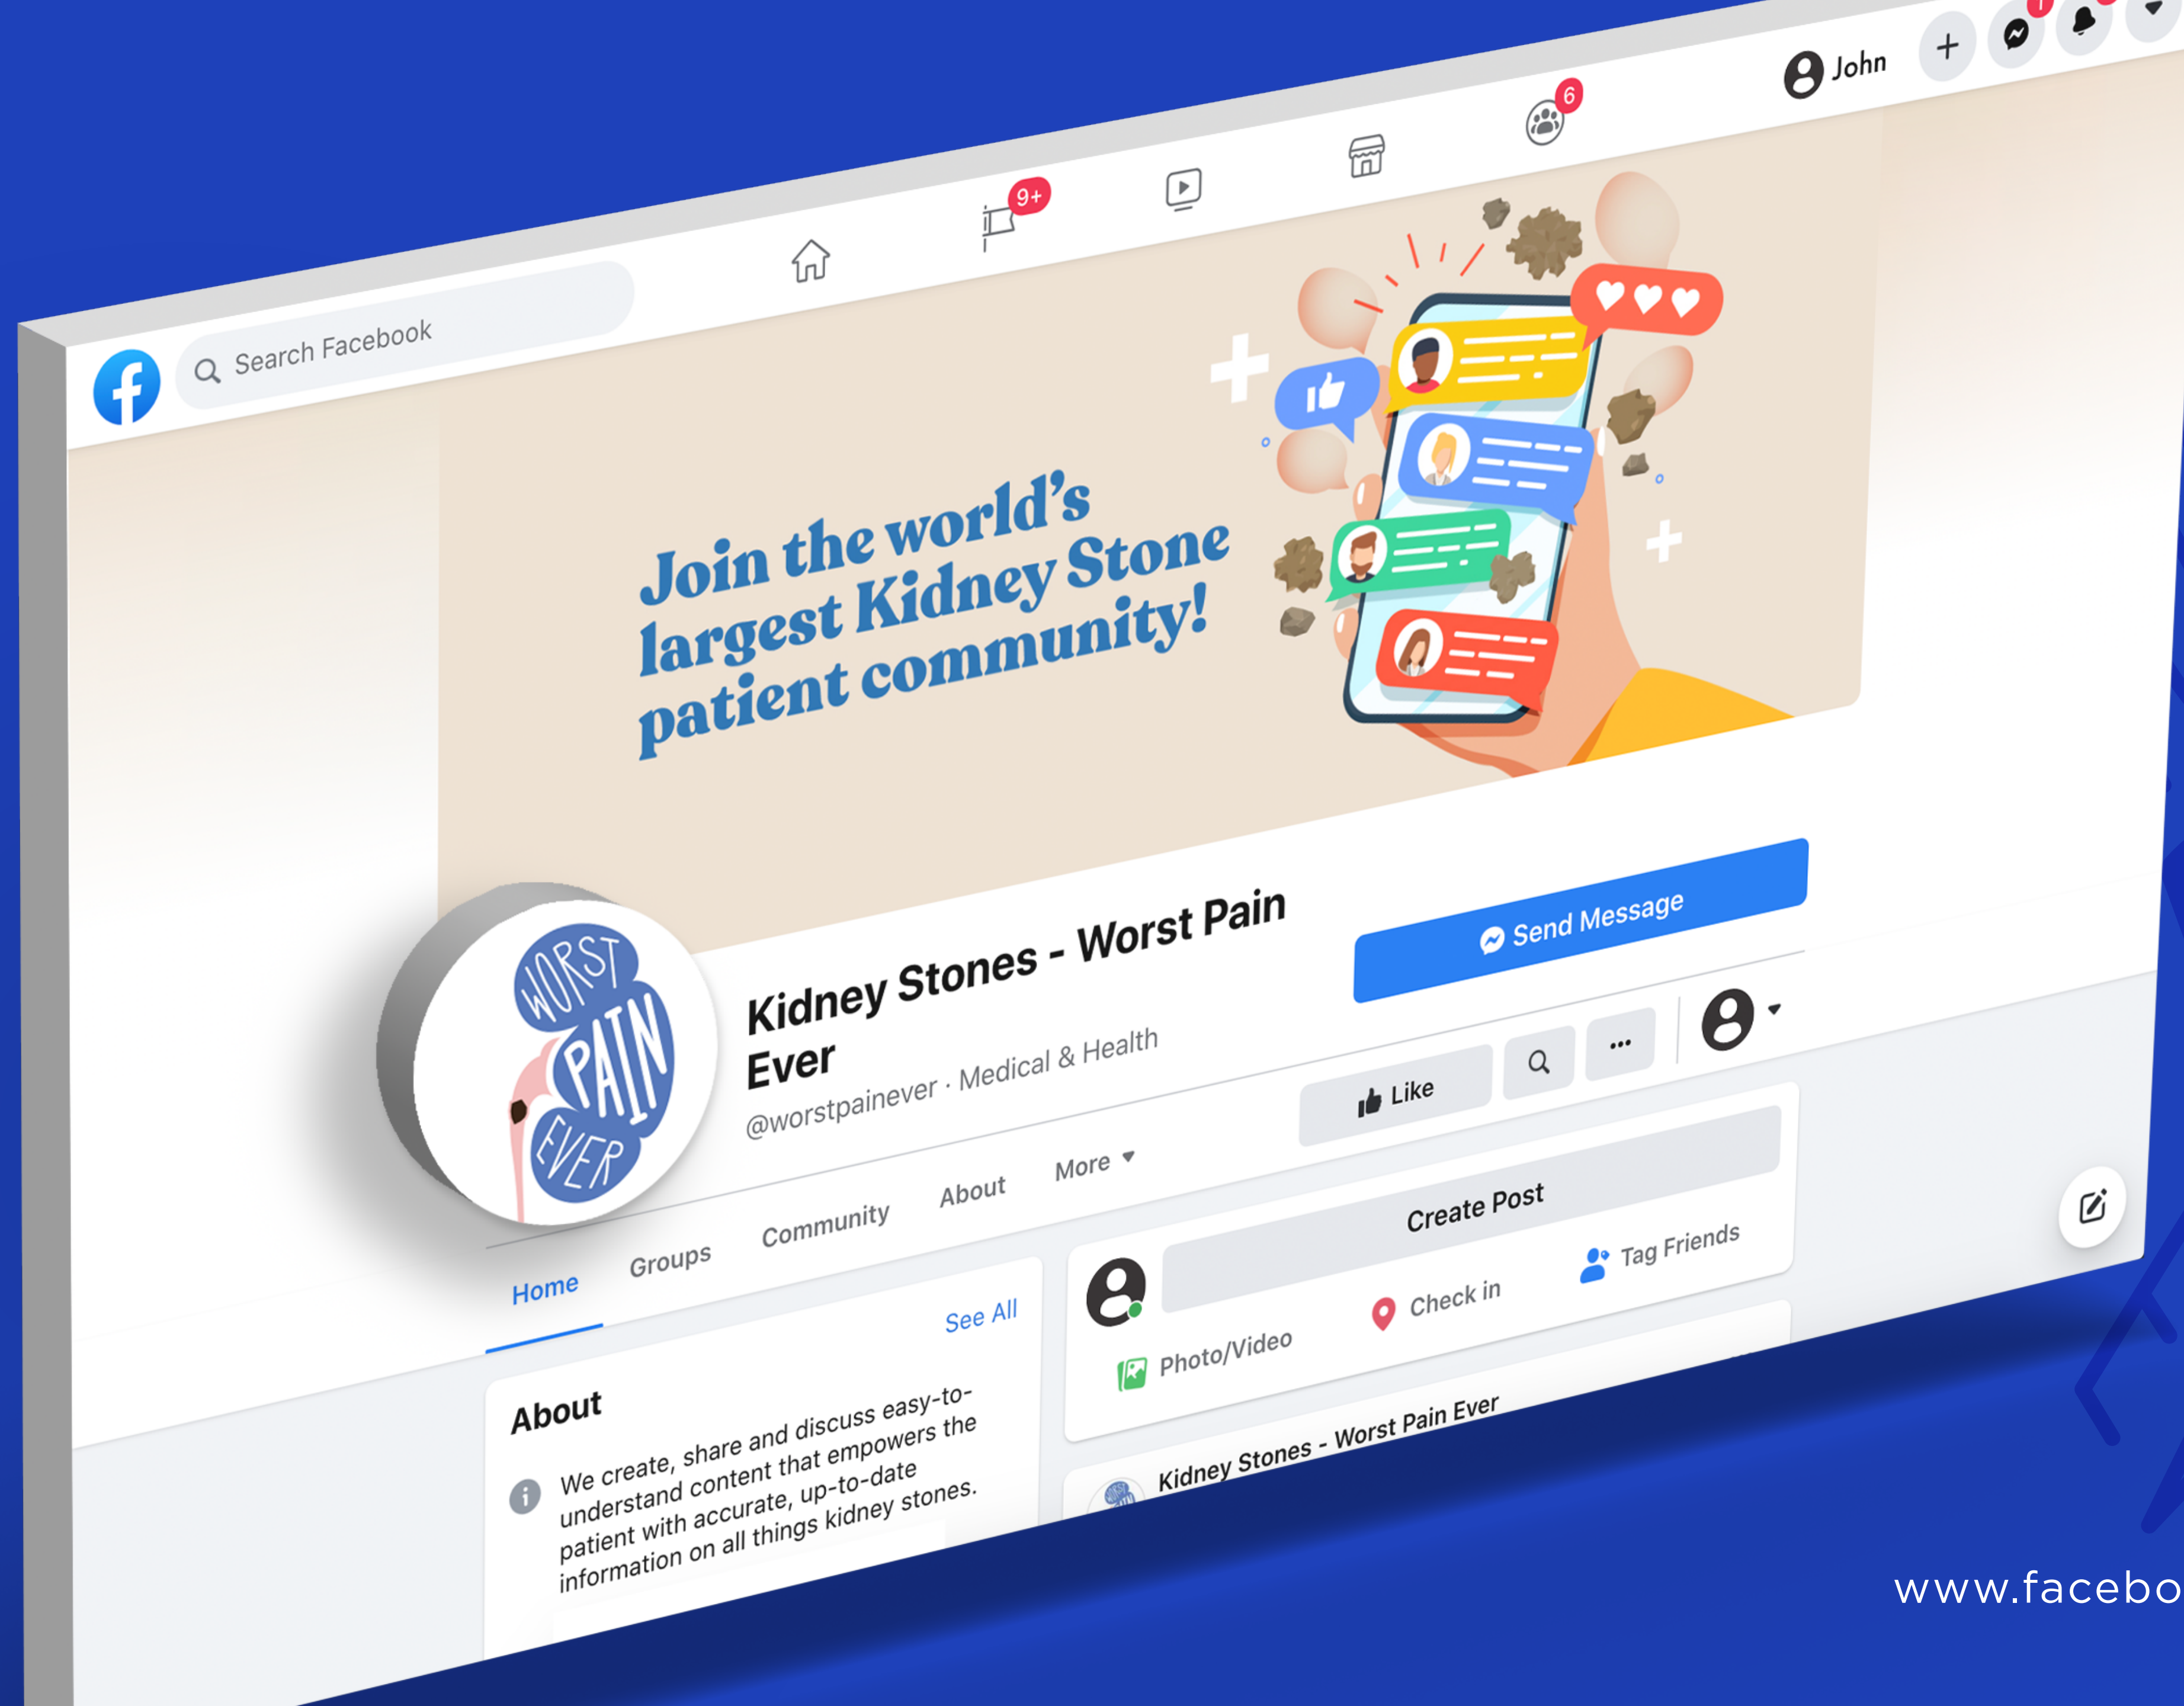 Search Facebook
9+
6
John
1
Join the world's
largest Kidney Stone
patient community!
WORST
PAIN
EVER
Kidney Stones - Worst Pain
Ever
@worstpainever · Medical & Health
Send Message
Home
Groups
Community
About
More
Like
About
See All
We create, share and discuss easy-to-
understand content that empowers the
patient with accurate, up-to-date
information on all things kidney stones.
Create Post
Photo/Video
Check in
Tag Friends
Kidney Stones - Worst Pain Ever
www.facebo